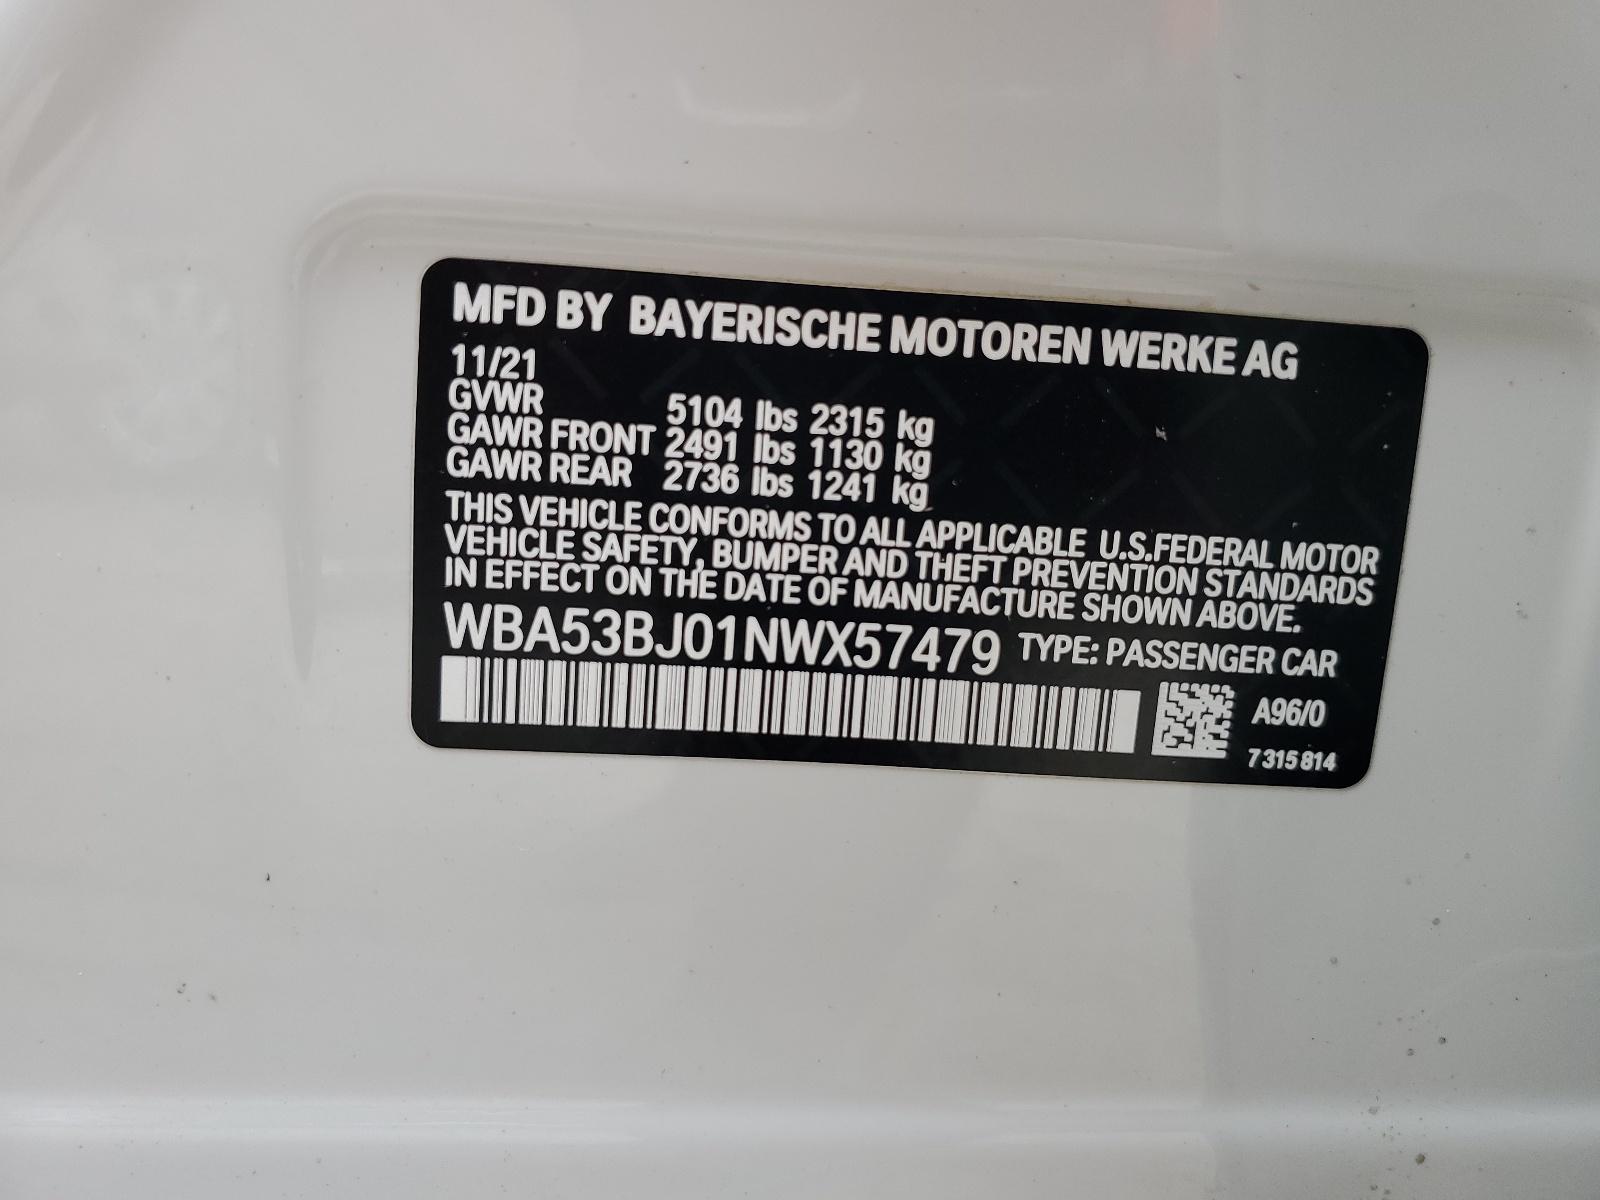 MFD BY BAYERISCHE MOTOREN WERKE AG
11/21
GVWR 5104 lbs 2315 kg
GAWR FRONT 2491 lbs 1130 kg
GAWR REAR 2736 lbs 1241 kg
THIS VEHICLE CONFORMS TO ALL APPLICABLE U.S.FEDERAL MOTOR
VEHICLE SAFETY, BUMPER AND THEFT PREVENTION STANDARDS
IN EFFECT ON THE DATE OF MANUFACTURE SHOWN ABOVE.
WBA53BJ01NWX57479 TYPE: PASSENGER CAR
A96/0
7 315 814